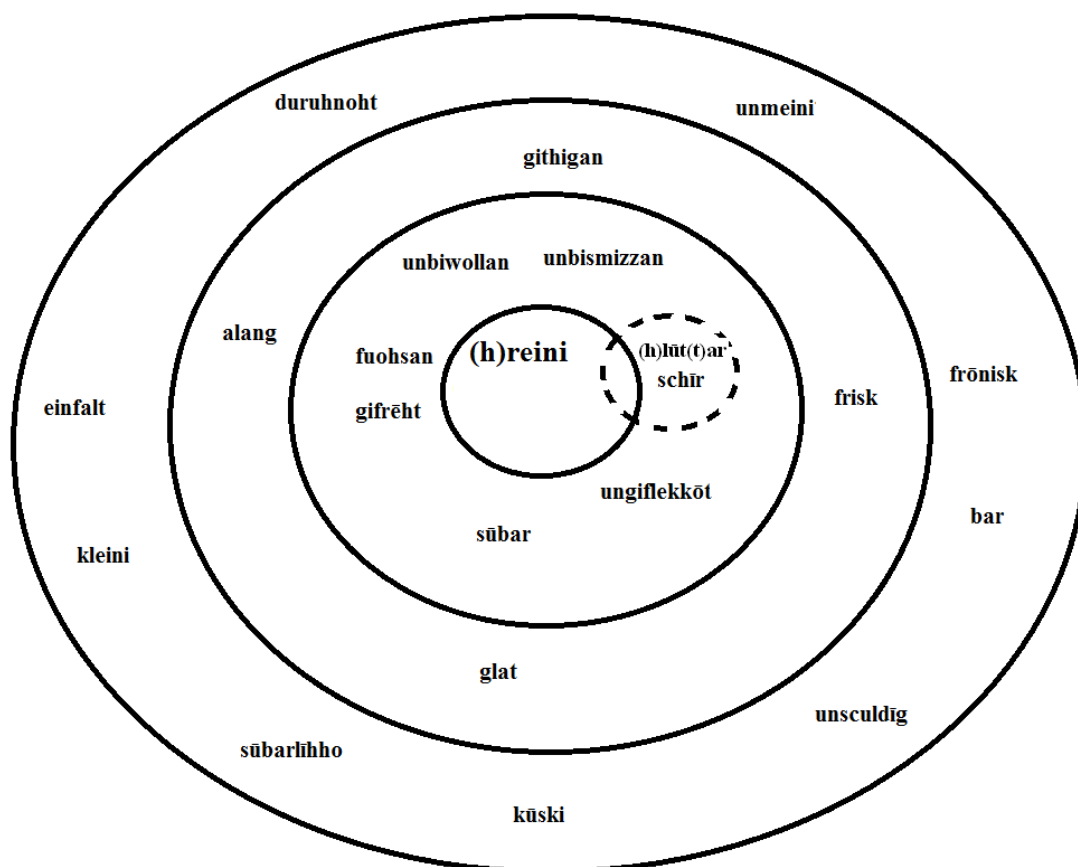 duruhnoht
unmeini
githigan
unbiwollan
unbismizzan
alang
fuohsan
(h)reini
(h)lūt(t)ar
schīr
einfalt
gifrēht
frisk
frōnisk
ungiflekkōt
bar
sūbar
kleini
glat
unsculdīg
sūbarlīhho
kūski